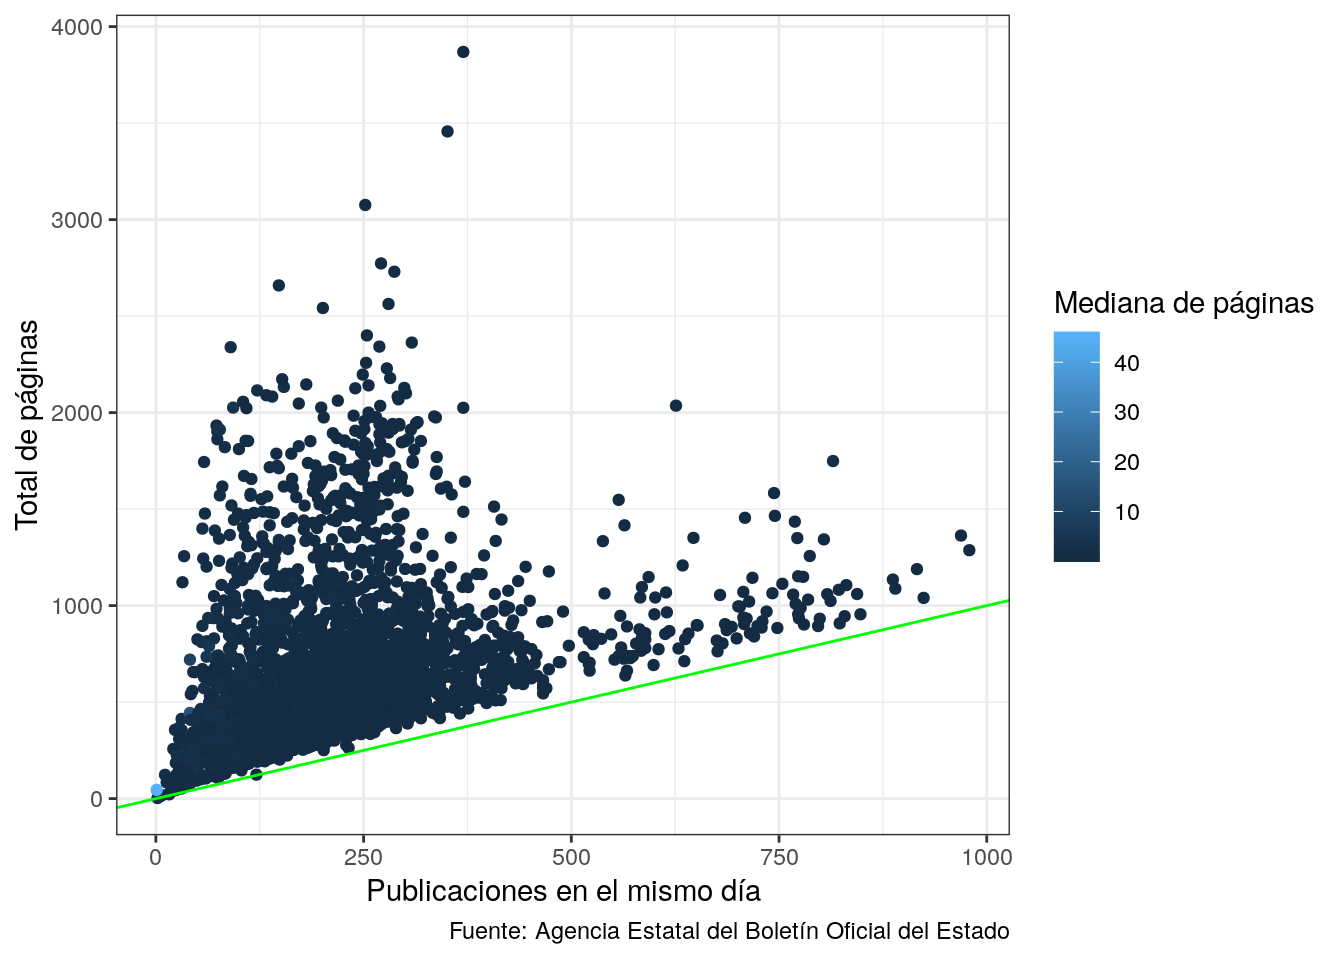 4000
3000
2000
1000
0
Total de páginas
0 250 500 750 1000
Publicaciones en el mismo día
Fuente: Agencia Estatal del Boletín Oficial del Estado
Mediana de páginas
40
30
20
10